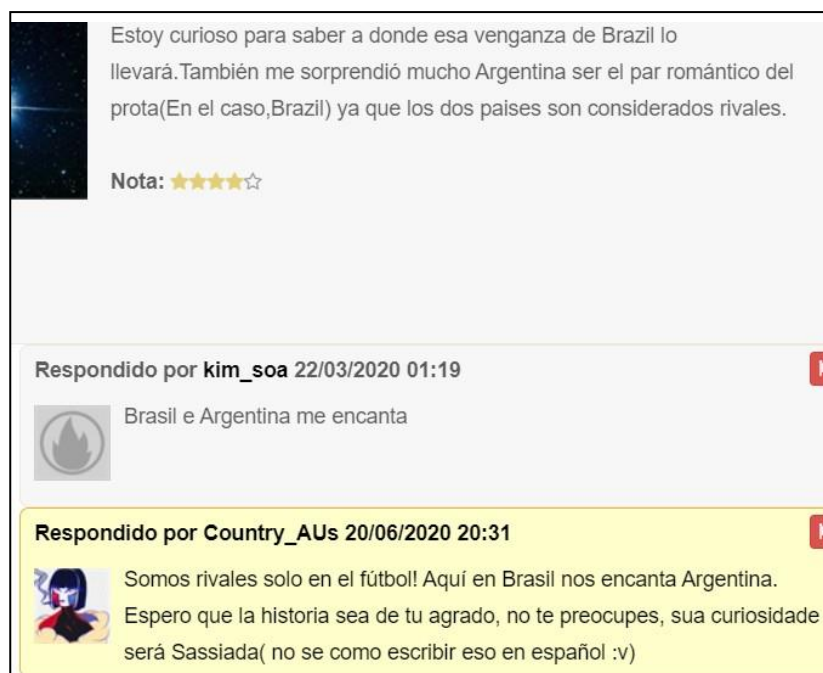 Estoy curioso para saber a donde esa venganza de Brazil lo
llevará.También me sorprendió mucho Argentina ser el par romántico del
prota(En el caso,Brazil) ya que los dos paises son considerados rivales.
Nota:
Respondido por kim_soa 22/03/2020 01:19
Brasil e Argentina me encanta
Respondido por Country_AUs 20/06/2020 20:31
Somos rivales solo en el fútbol! Aquí en Brasil nos encanta Argentina.
Espero que la historia sea de tu agrado, no te preocupes, sua curiosidade
será Sassiada( no se como escribir eso en español :v)